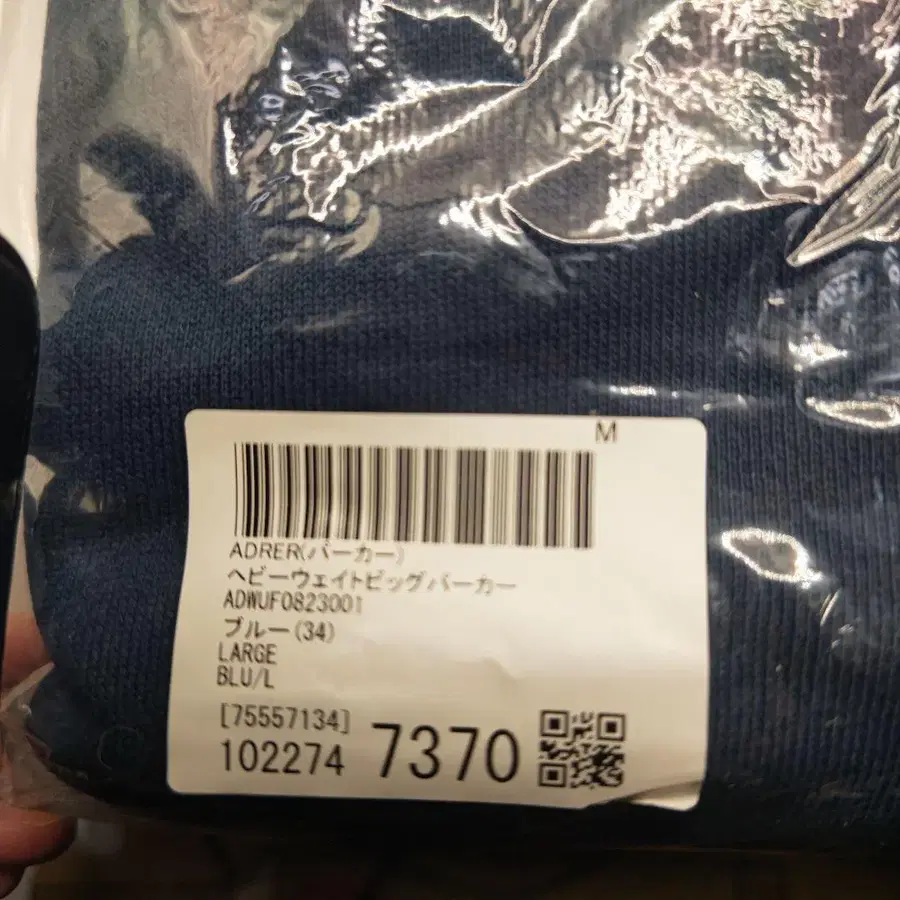 M
ADRER(パーカー)
ヘビーウェイトビッグパーカー
ADWUF0823001
ブルー(34)
LARGE
BLU/L
[75557134]
102274 7370